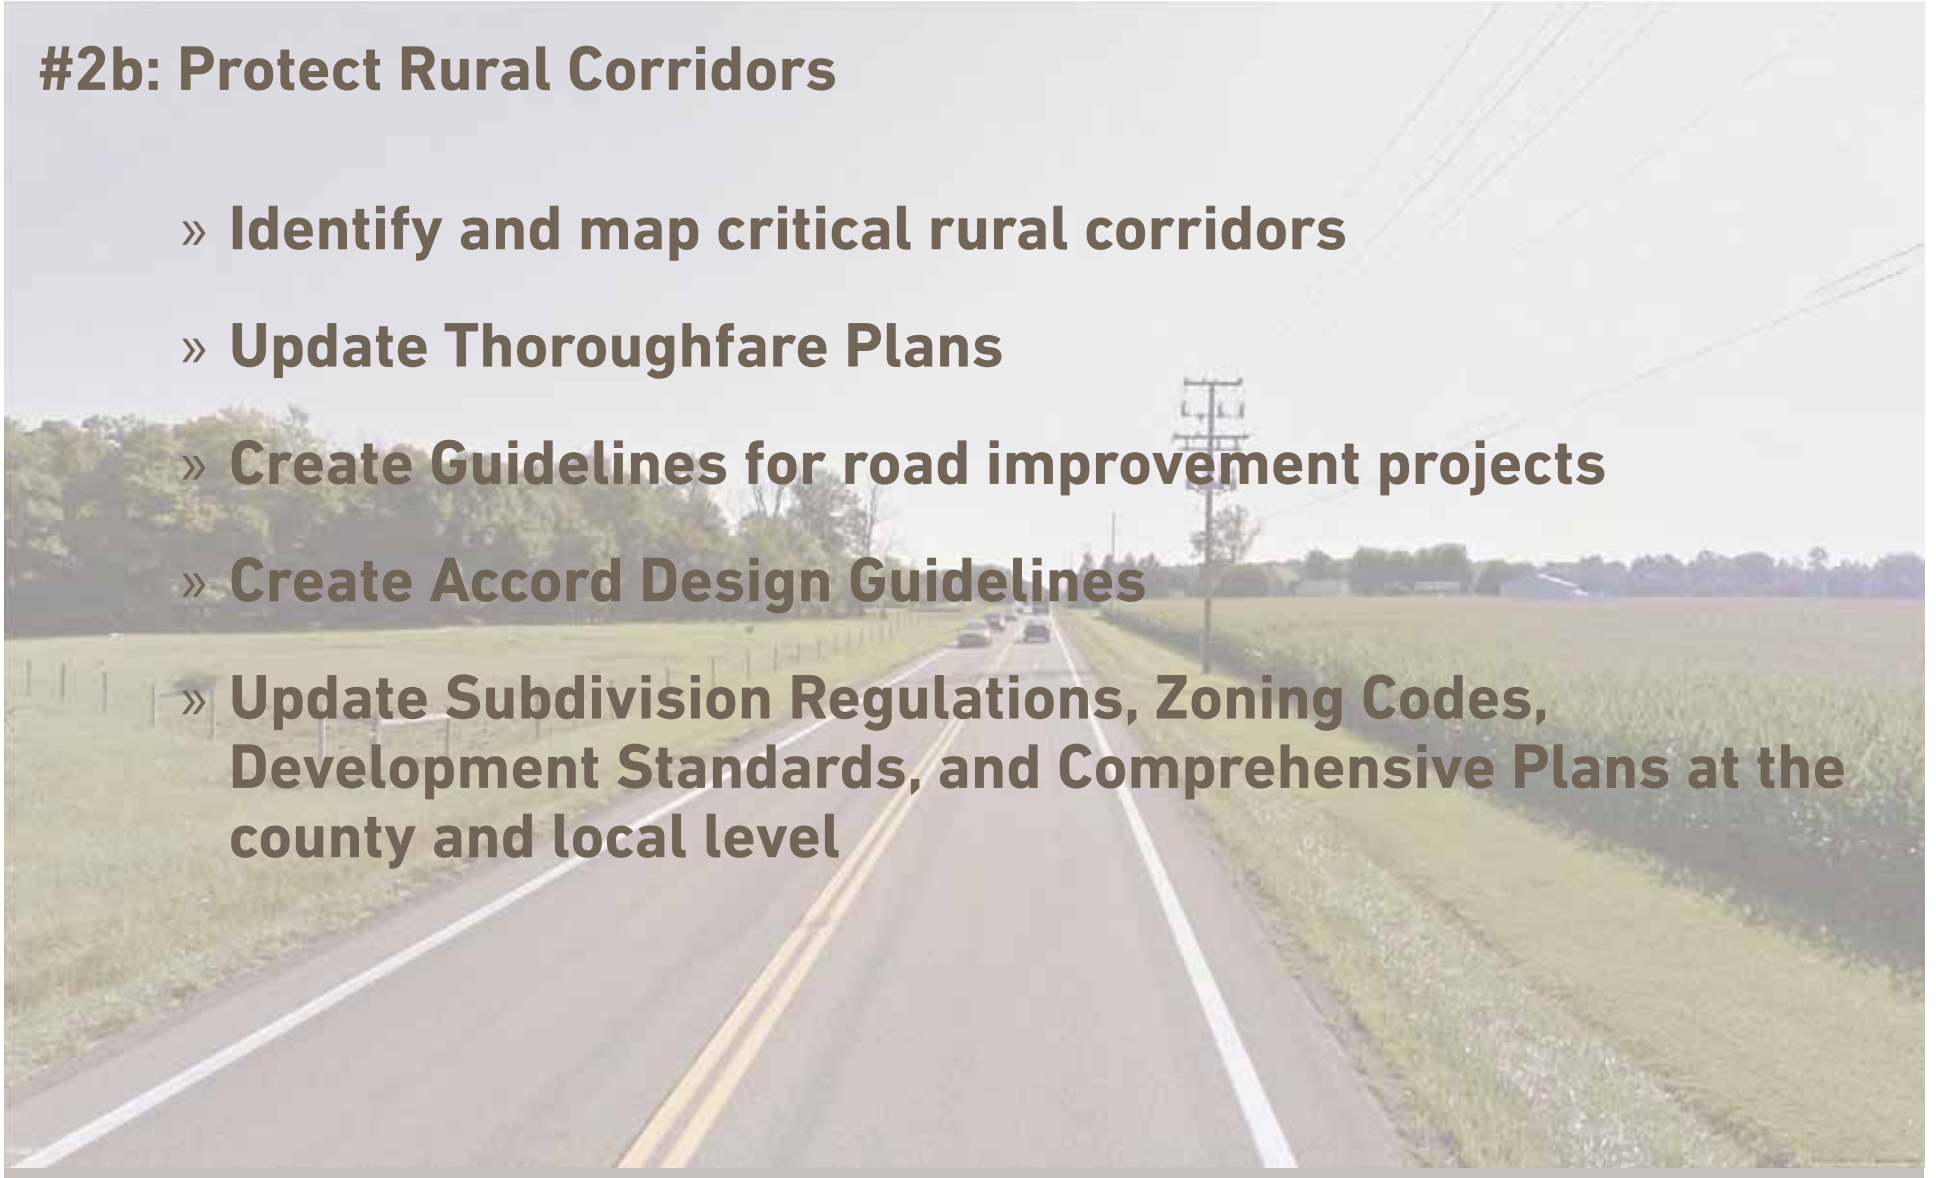 #2b: Protect Rural Corridors
» Identify and map critical rural corridors
» Update Thoroughfare Plans
» Create Guidelines for road improvement projects
» Create Accord Design Guidelines
» Update Subdivision Regulations, Zoning Codes,
Development Standards, and Comprehensive Plans at the
county and local level